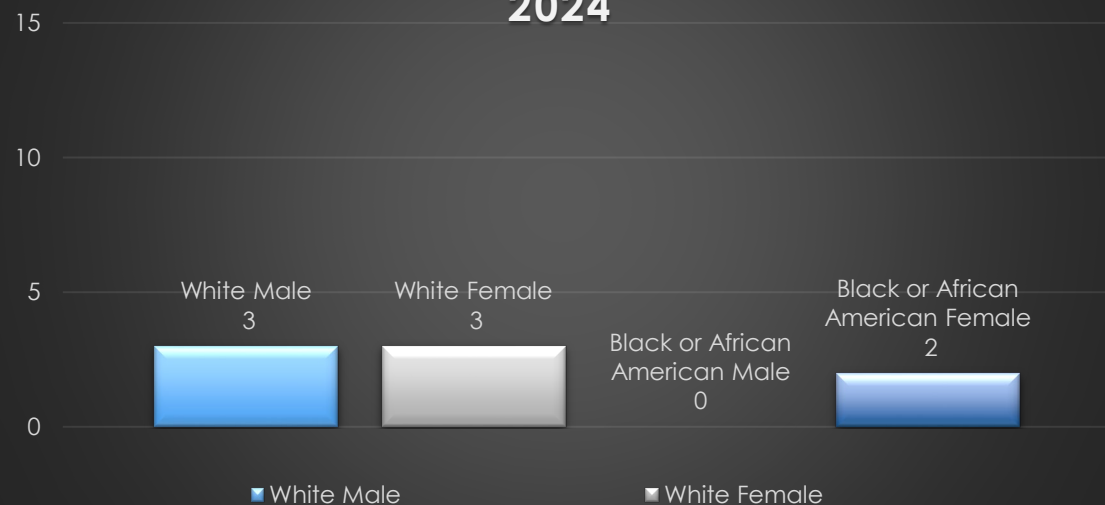 2024
15
10
5
0
White Male
3
White Female
3
Black or African
American Male
0
Black or African
American Female
2
White Male
White Female